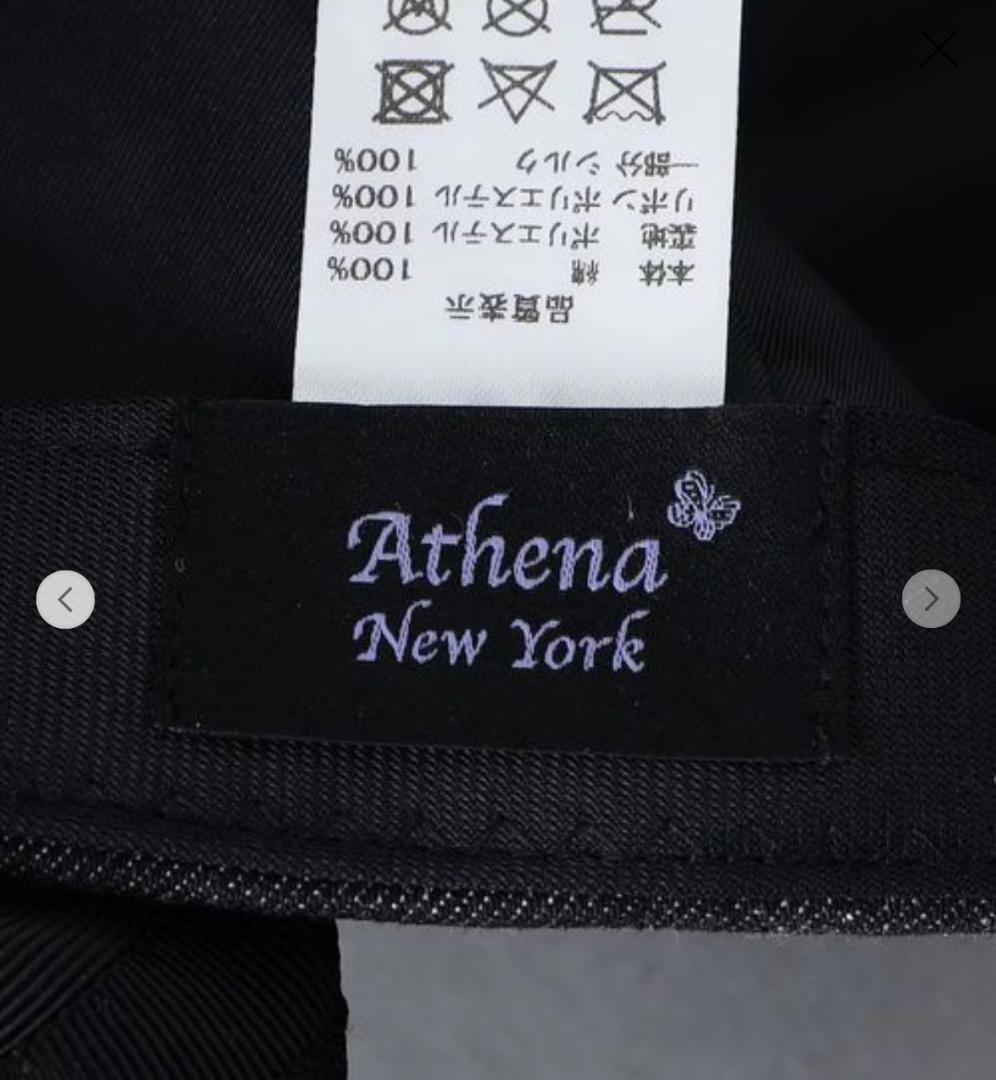 品質表示
本体 綿 100%
裏地 ポリエステル 100%
リボン ポリエステル 100%
一部分 シルク 100%
Athena
New York